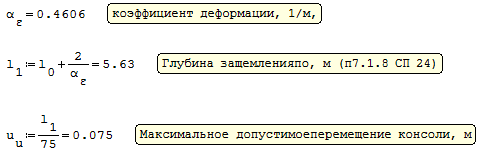 α_ε=0.4606 коэффициент деформации, 1/м,
l_1:=l_0+2/α_ε=5.63 Глубина защемленияпо, м (п7.1.8 СП 24)
u_u:=l_1/75=0.075 Максимальное допустимоеперемещение консоли, м